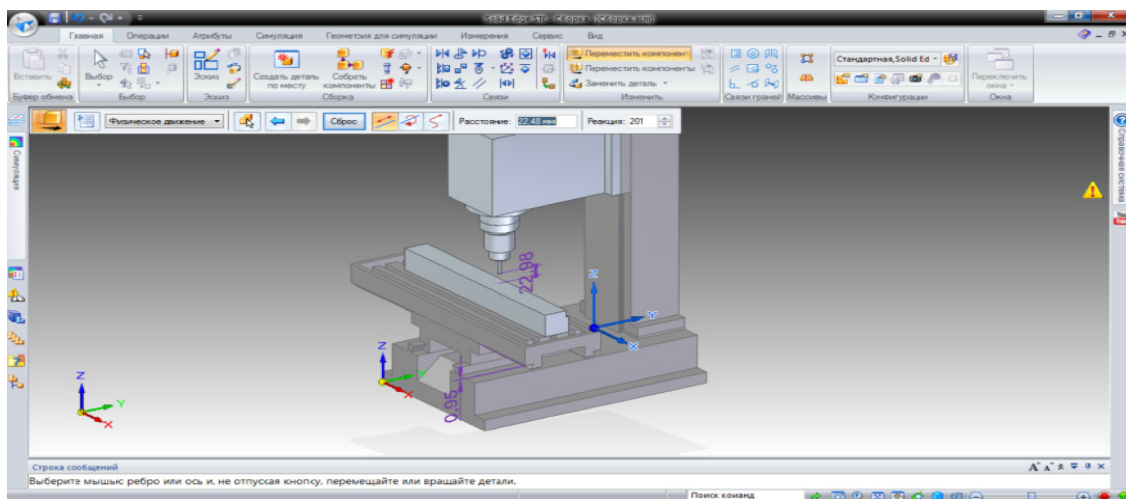 Solid Edge ST6 - Сборка - [Сборка.asm]
Главная Операции Атрибуты Симуляция Геометрия для симуляции Измерения Сервис Вид
Вставить Выбор Эскиз Создать деталь по месту Собрать компоненты Переместить компонент Стандартная,Solid Ed Переключить окна
Переместить компоненты
Заменить деталь
Буфер обмена Выбор Эскиз Сборка Связи Изменить Связи граней Массивы Конфигурации Окна
Физическое движение Сброс Расстояние: 22,48 мм Реакция: 201
Симуляция
Справочная система
22,98
Z
Y
X
Z
Y
X
0,95
Z
Y
X
Строка сообщений
Выберите мышью ребро или ось и, не отпуская кнопку, перемещайте или вращайте детали.
Поиск команд